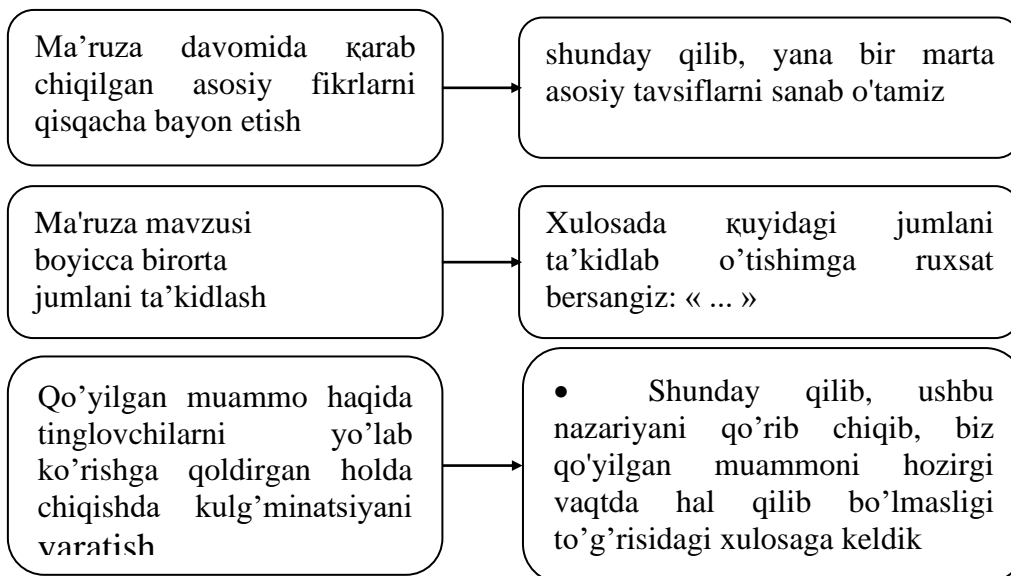 Ma’ruza davomida қarab
chiqilgan asosiy fikrlarni
qisqacha bayon etish
shunday qilib, yana bir marta
asosiy tavsiflarni sanab o'tamiz
Ma'ruza mavzusi
boyicca birorta
jumlani ta’kidlash
Xulosada қuyidagi jumlani
ta’kidlab o’tishimga ruxsat
bersangiz: « ... »
Qo’yilgan muammo haqida
tinglovchilarni yo’lab
ko’rishga qoldirgan holda
chiqishda kulg’minatsiyani
yaratish
• Shunday qilib, ushbu
nazariyani qo’rib chiqib, biz
qo'yilgan muammoni hozirgi
vaqtda hal qilib bo’lmasligi
to’g’risidagi xulosaga keldik